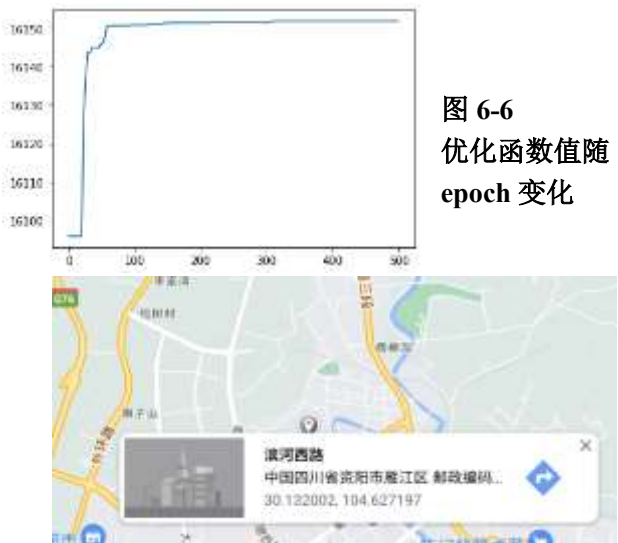 16150
16140
16130
16120
16110
16100
0 100 200 300 400 500
图 6-6
优化函数值随
epoch 变化
G76
滨河西路
中国四川省资阳市雁江区 邮政编码...
30.132002, 104.627197